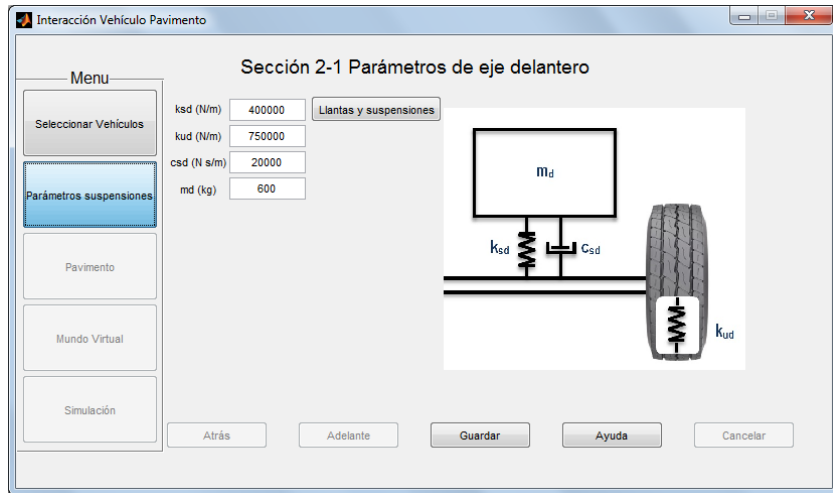 Interacción Vehículo Pavimento
Sección 2-1 Parámetros de eje delantero
Menu
Seleccionar Vehículos
Parámetros suspensiones
Pavimento
Mundo Virtual
Simulación
ksd (N/m) 400000 Llantas y suspensiones
kud (N/m) 750000
csd (N s/m) 20000
md (kg) 600
md
ksd
csd
kud
Atrás Adelante Guardar Ayuda Cancelar